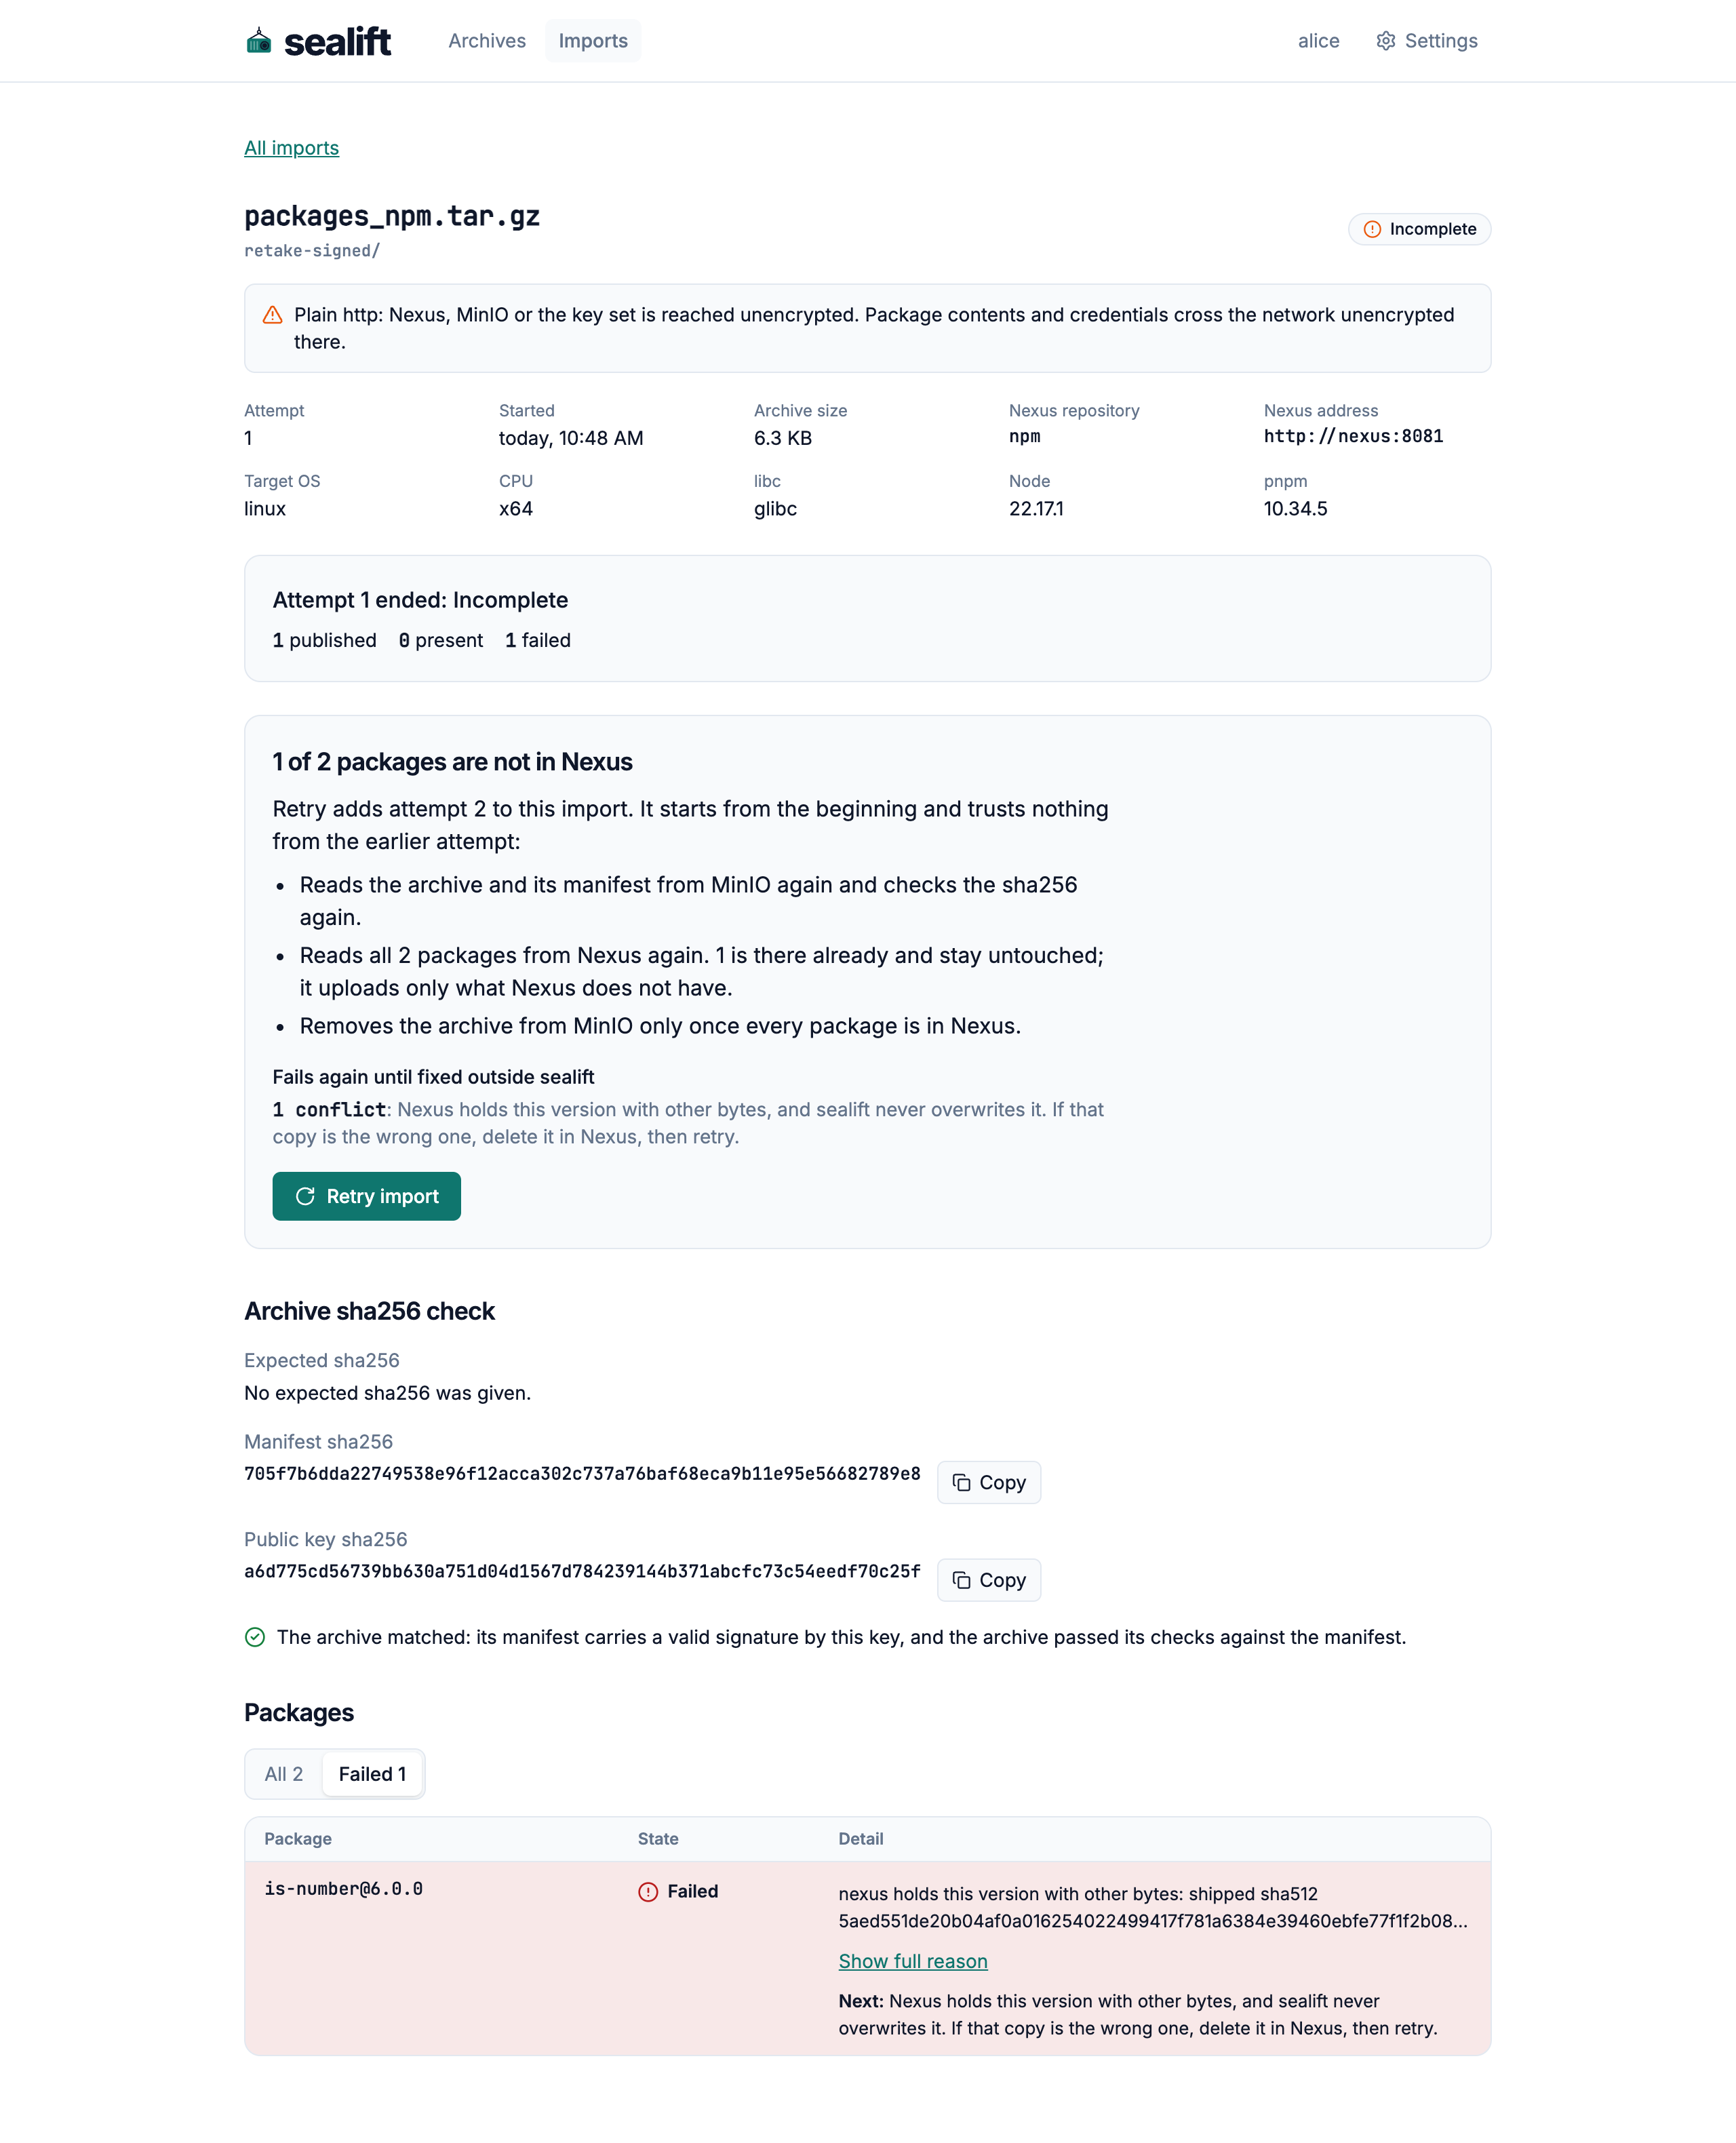 sealift
Archives
Imports
alice
Settings
All imports
packages_npm.tar.gz
retake-signed/
Incomplete
Plain http: Nexus, MinIO or the key set is reached unencrypted. Package contents and credentials cross the network unencrypted
there.
Attempt
Started
Archive size
Nexus repository
Nexus address
1
today, 10:48 AM
6.3 KB
npm
http://nexus:8081
Target OS
CPU
libc
Node
pnpm
linux
x64
glibc
22.17.1
10.34.5
Attempt 1 ended: Incomplete
1 published 0 present 1 failed
1 of 2 packages are not in Nexus
Retry adds attempt 2 to this import. It starts from the beginning and trusts nothing
from the earlier attempt:
• Reads the archive and its manifest from MinIO again and checks the sha256
again.
• Reads all 2 packages from Nexus again. 1 is there already and stay untouched;
it uploads only what Nexus does not have.
• Removes the archive from MinIO only once every package is in Nexus.
Fails again until fixed outside sealift
1 conflict: Nexus holds this version with other bytes, and sealift never overwrites it. If that
copy is the wrong one, delete it in Nexus, then retry.
Retry import
Archive sha256 check
Expected sha256
No expected sha256 was given.
Manifest sha256
705f7b6dda22749538e96f12acca302c737a76baf68eca9b11e95e56682789e8
Copy
Public key sha256
a6d775cd56739bb630a751d04d1567d784239144b371abcfc73c54eedf70c25f
Copy
The archive matched: its manifest carries a valid signature by this key, and the archive passed its checks against the manifest.
Packages
All 2
Failed 1
Package
State
Detail
is-number@6.0.0
Failed
nexus holds this version with other bytes: shipped sha512
5aed551de20b04af0a016254022499417f781a6384e39460ebfe77f1f2b08...
Show full reason
Next: Nexus holds this version with other bytes, and sealift never
overwrites it. If that copy is the wrong one, delete it in Nexus, then retry.